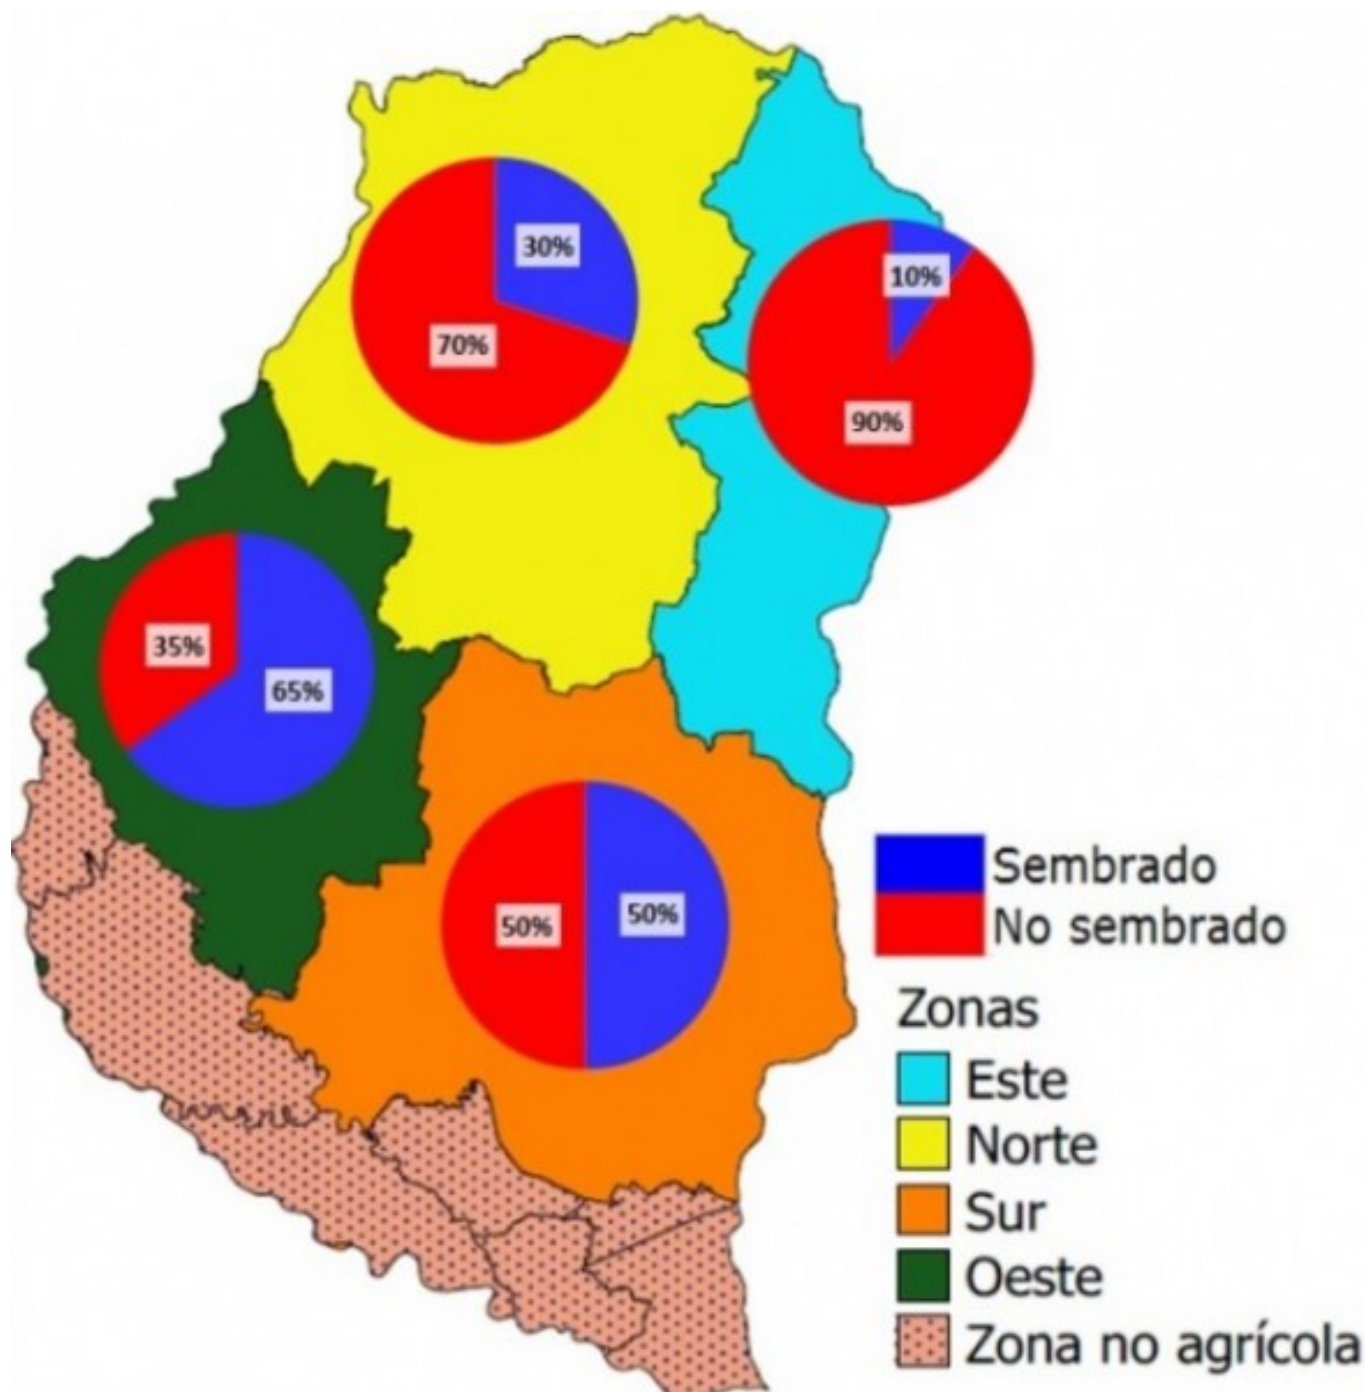 30%
70%
10%
90%
35%
65%
50%
50%
Sembrado
No sembrado
Zonas
Este
Norte
Sur
Oeste
Zona no agrícola